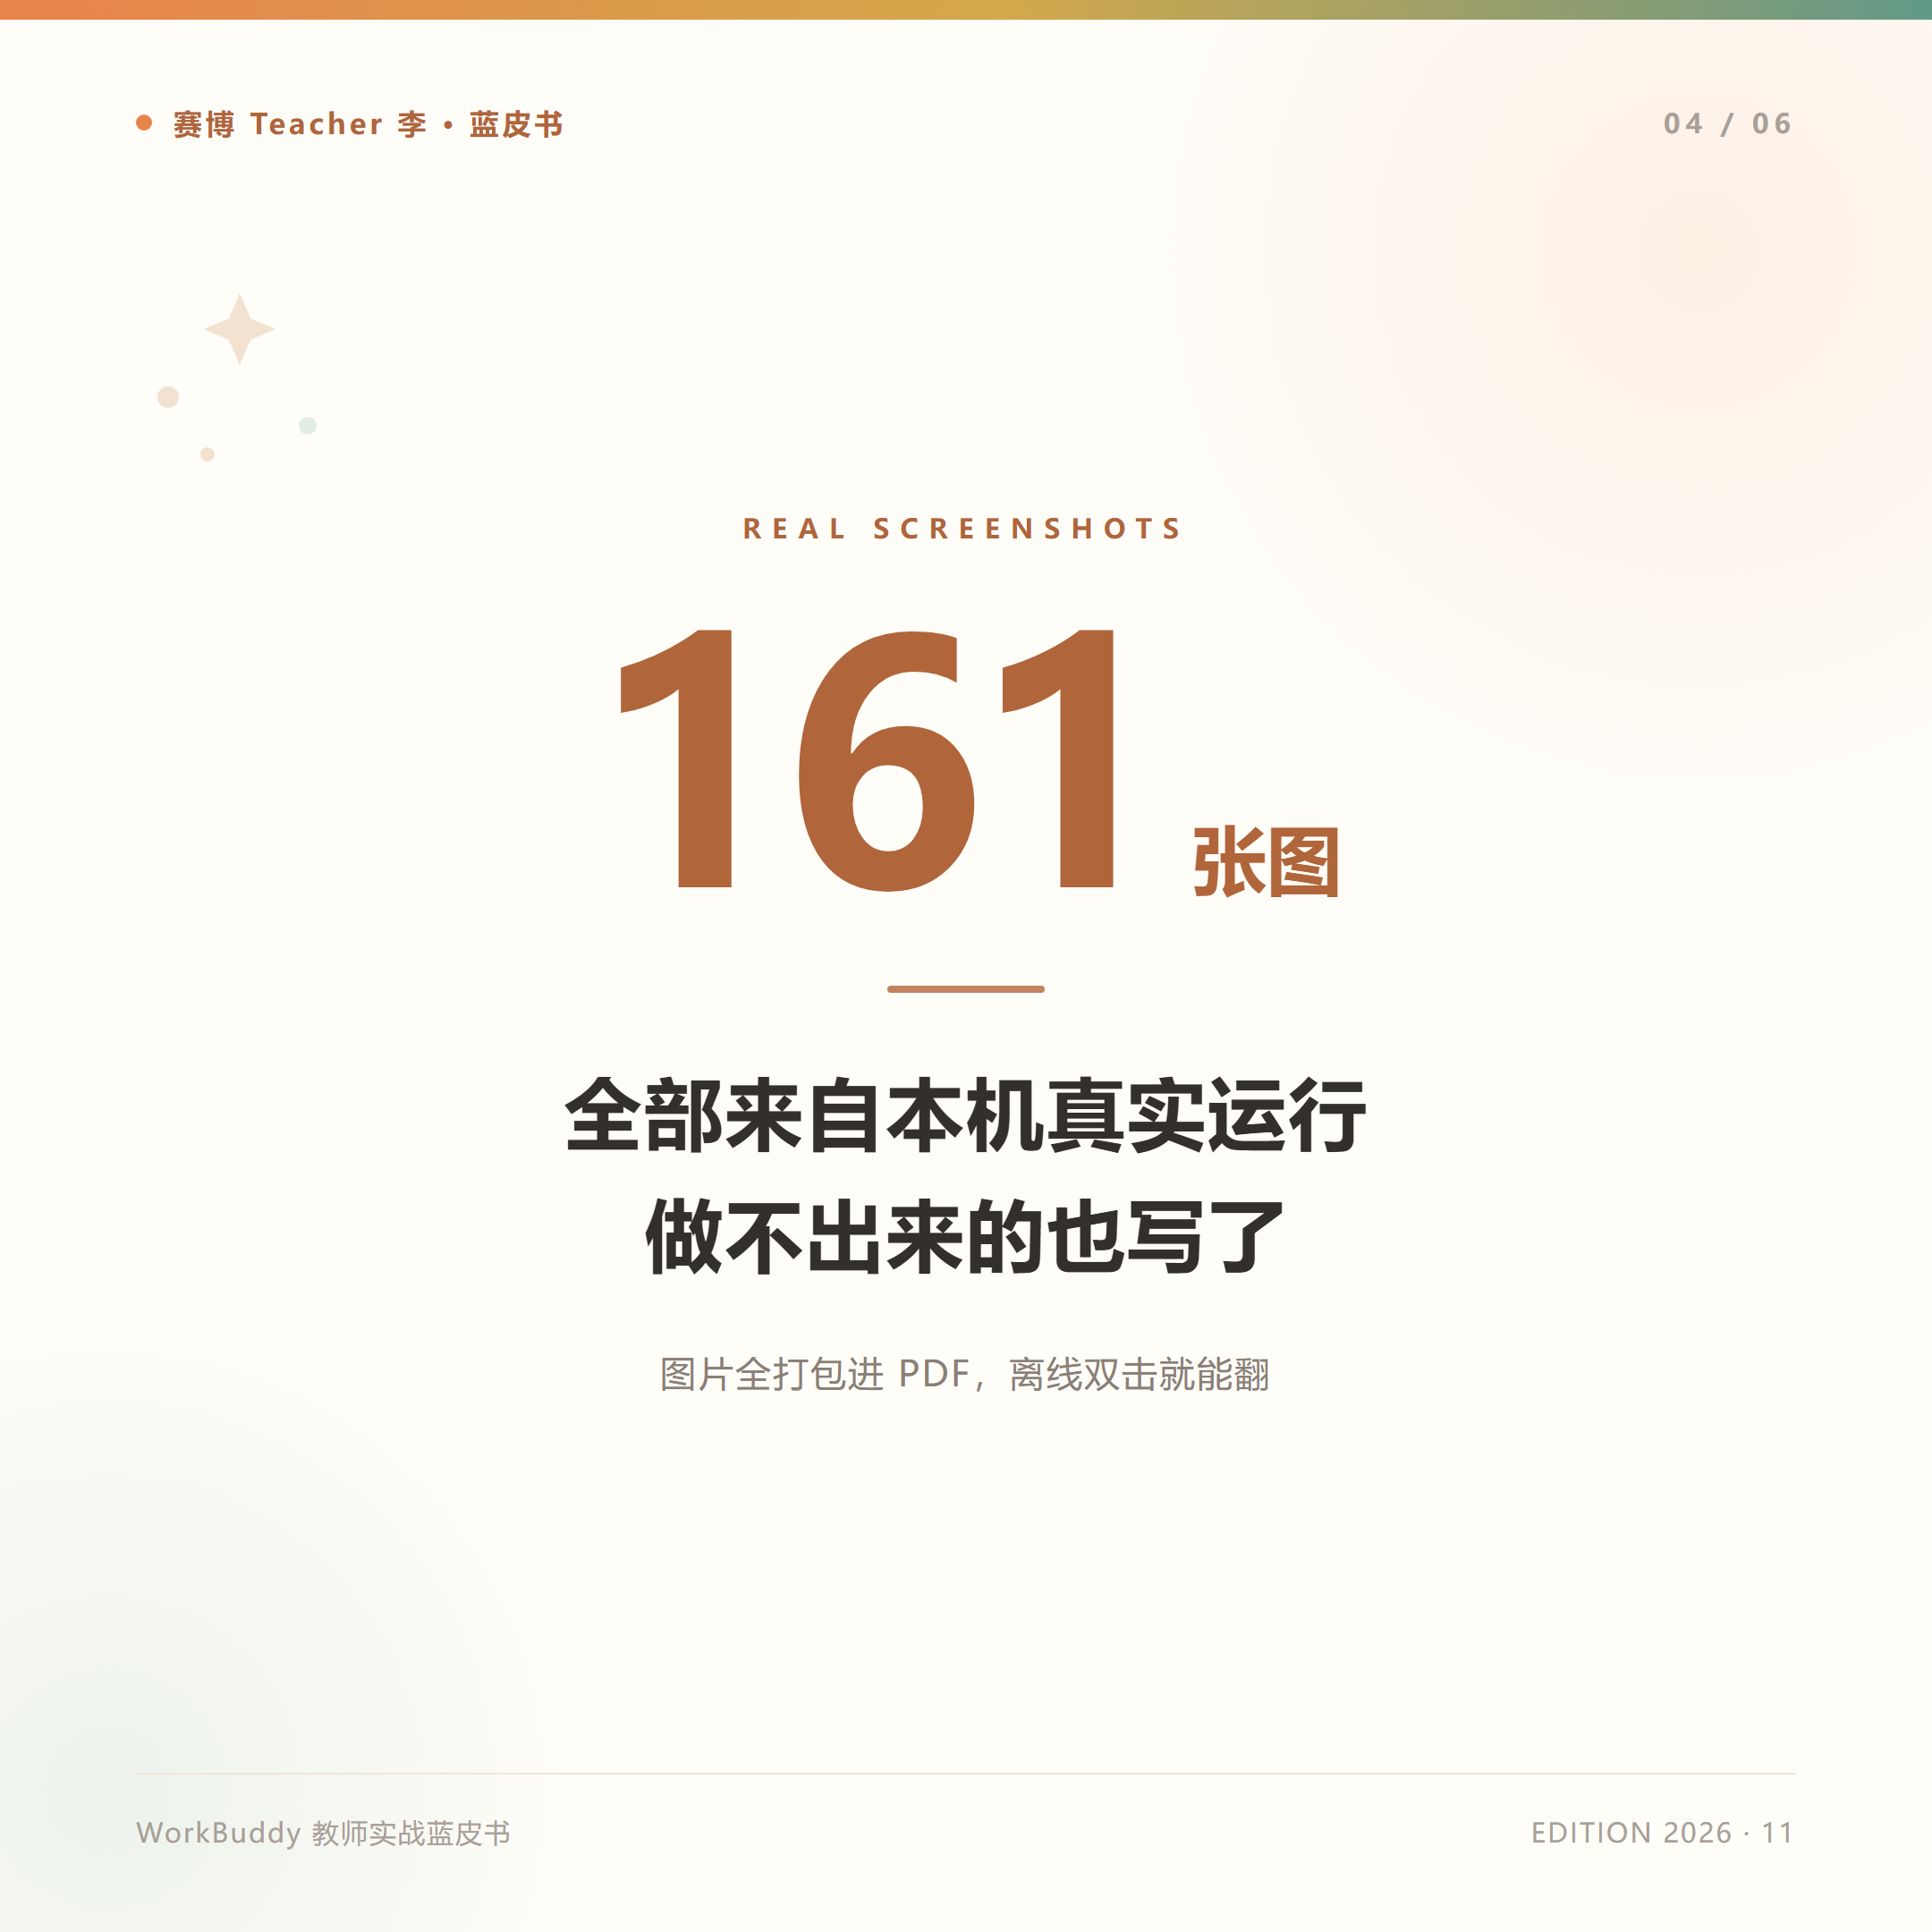 赛博 Teacher 李 · 蓝皮书
04 / 06
REAL SCREENSHOTS
161 张图
全部来自本机真实运行
做不出来的也写了
图片全打包进 PDF，离线双击就能翻
WorkBuddy 教师实战蓝皮书
EDITION 2026 · 11